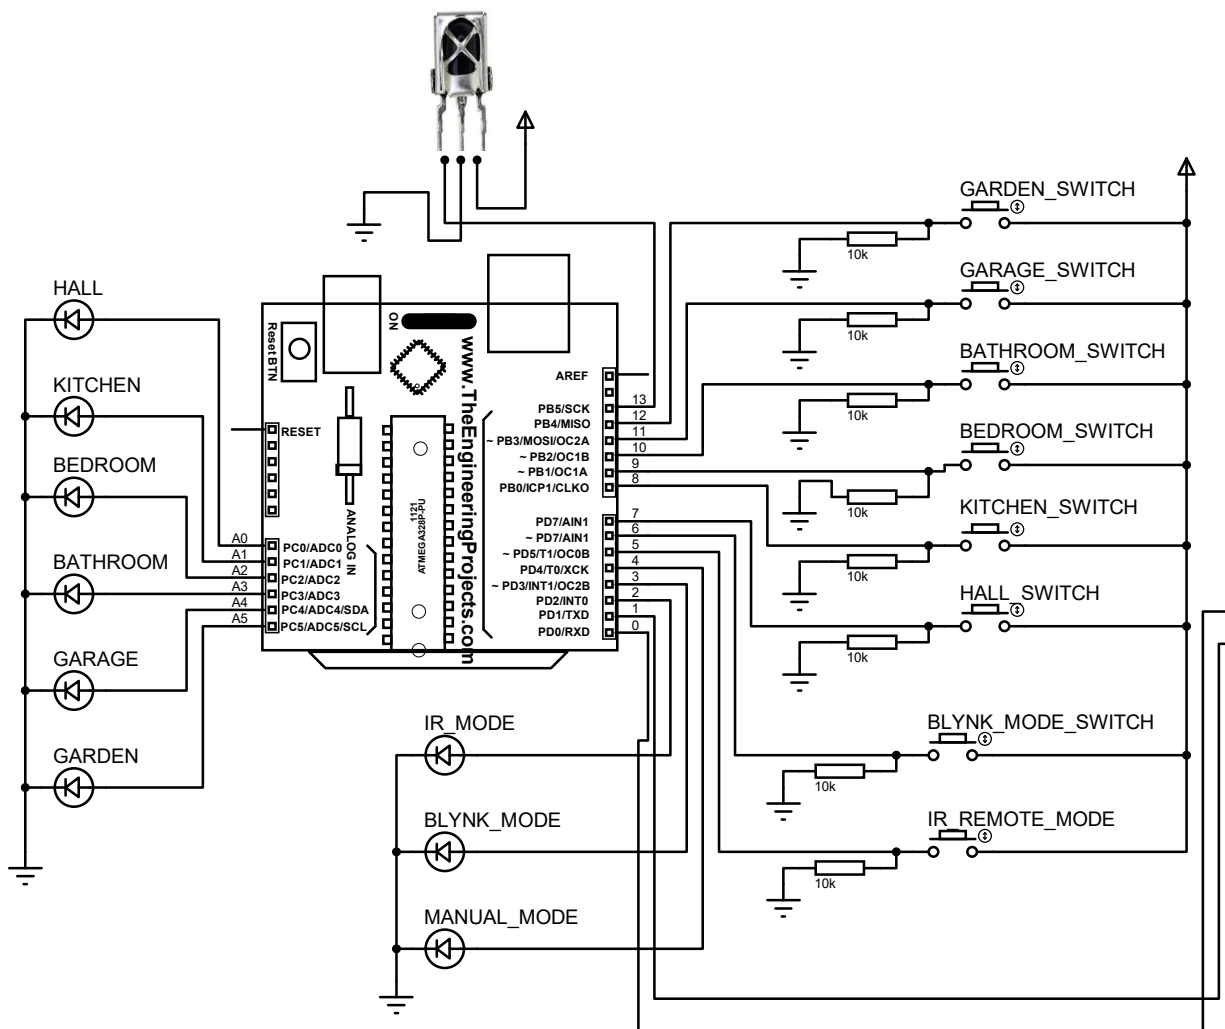 GARDEN_SWITCH
10k
GARAGE_SWITCH
10k
BATHROOM_SWITCH
10k
BEDROOM_SWITCH
10k
KITCHEN_SWITCH
10k
HALL_SWITCH
10k
BLYNK_MODE_SWITCH
10k
IR_REMOTE_MODE
10k
HALL
KITCHEN
BEDROOM
BATHROOM
GARAGE
GARDEN
A0
A1
A2
A3
A4
A5
Reset BTN
ON
www.TheEngineeringProjects.com
RESET
ANALOG IN
1121
ATMEGA328P-PU
PC0/ADC0
PC1/ADC1
PC2/ADC2
PC3/ADC3
PC4/ADC4/SDA
PC5/ADC5/SCL
AREF
PB5/SCK 13
PB4/MISO 12
~ PB3/MOSI/OC2A 11
~ PB2/OC1B 10
~ PB1/OC1A 9
PB0/ICP1/CLKO 8
PD7/AIN1 7
~ PD7/AIN1 6
~ PD5/T1/OC0B 5
PD4/T0/XCK 4
~ PD3/INT1/OC2B 3
PD2/INT0 2
PD1/TXD 1
PD0/RXD 0
IR_MODE
BLYNK_MODE
MANUAL_MODE